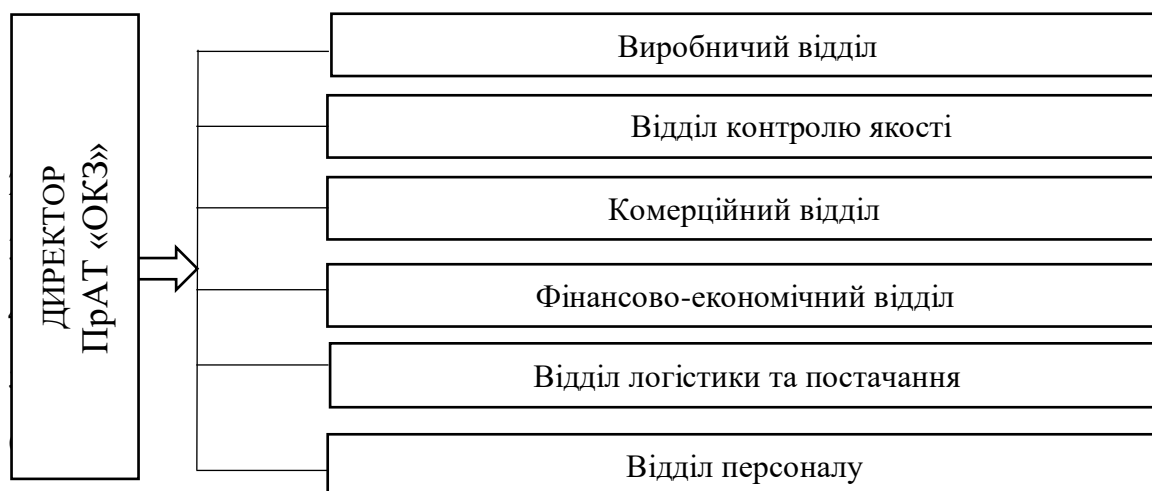 ДИРЕКТОР
ПрАТ «ОКЗ»
Виробничий відділ
Відділ контролю якості
Комерційний відділ
Фінансово-економічний відділ
Відділ логістики та постачання
Відділ персоналу